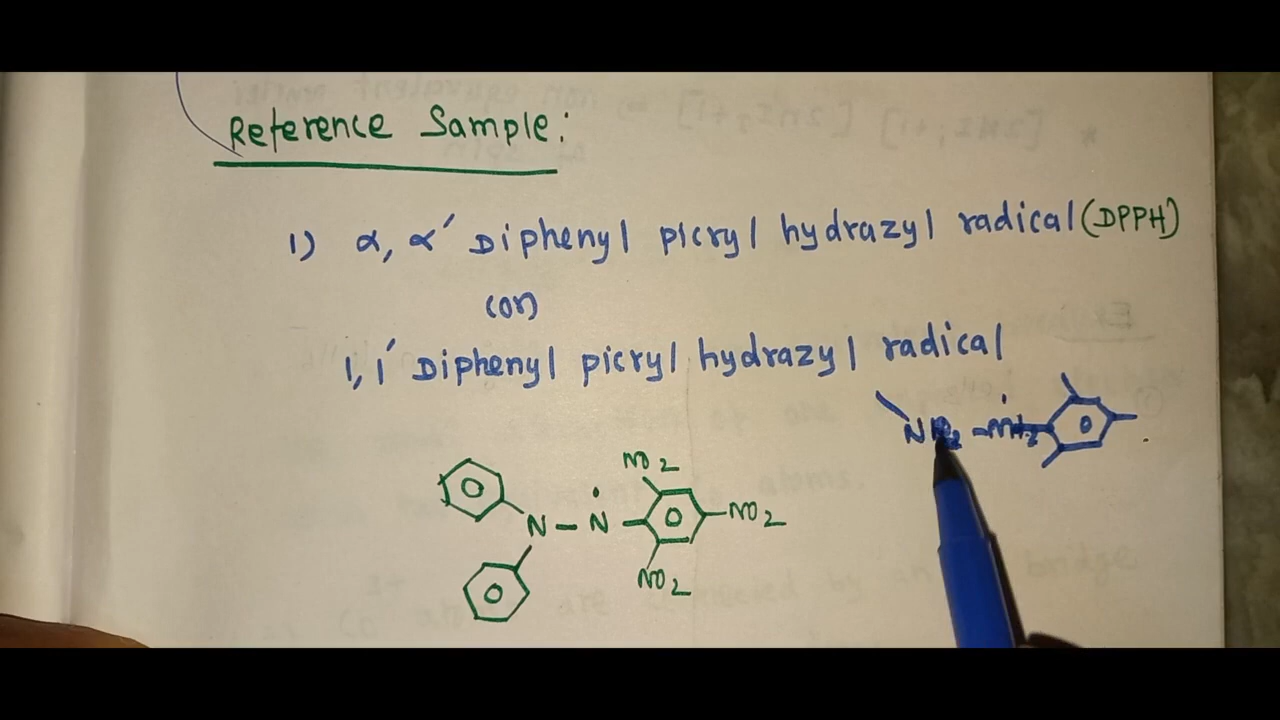 Reference Sample:
1) α, α′ Diphenyl picryl hydrazyl radical (DPPH)
(or)
1,1′ Diphenyl picryl hydrazyl radical
NO2
N – N – NO2
NO2